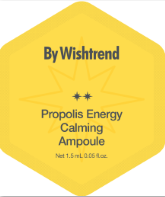 By Wishtrend
Propolis Energy
Calming
Ampoule
Net 1.5 mL 0.05 fl.oz.